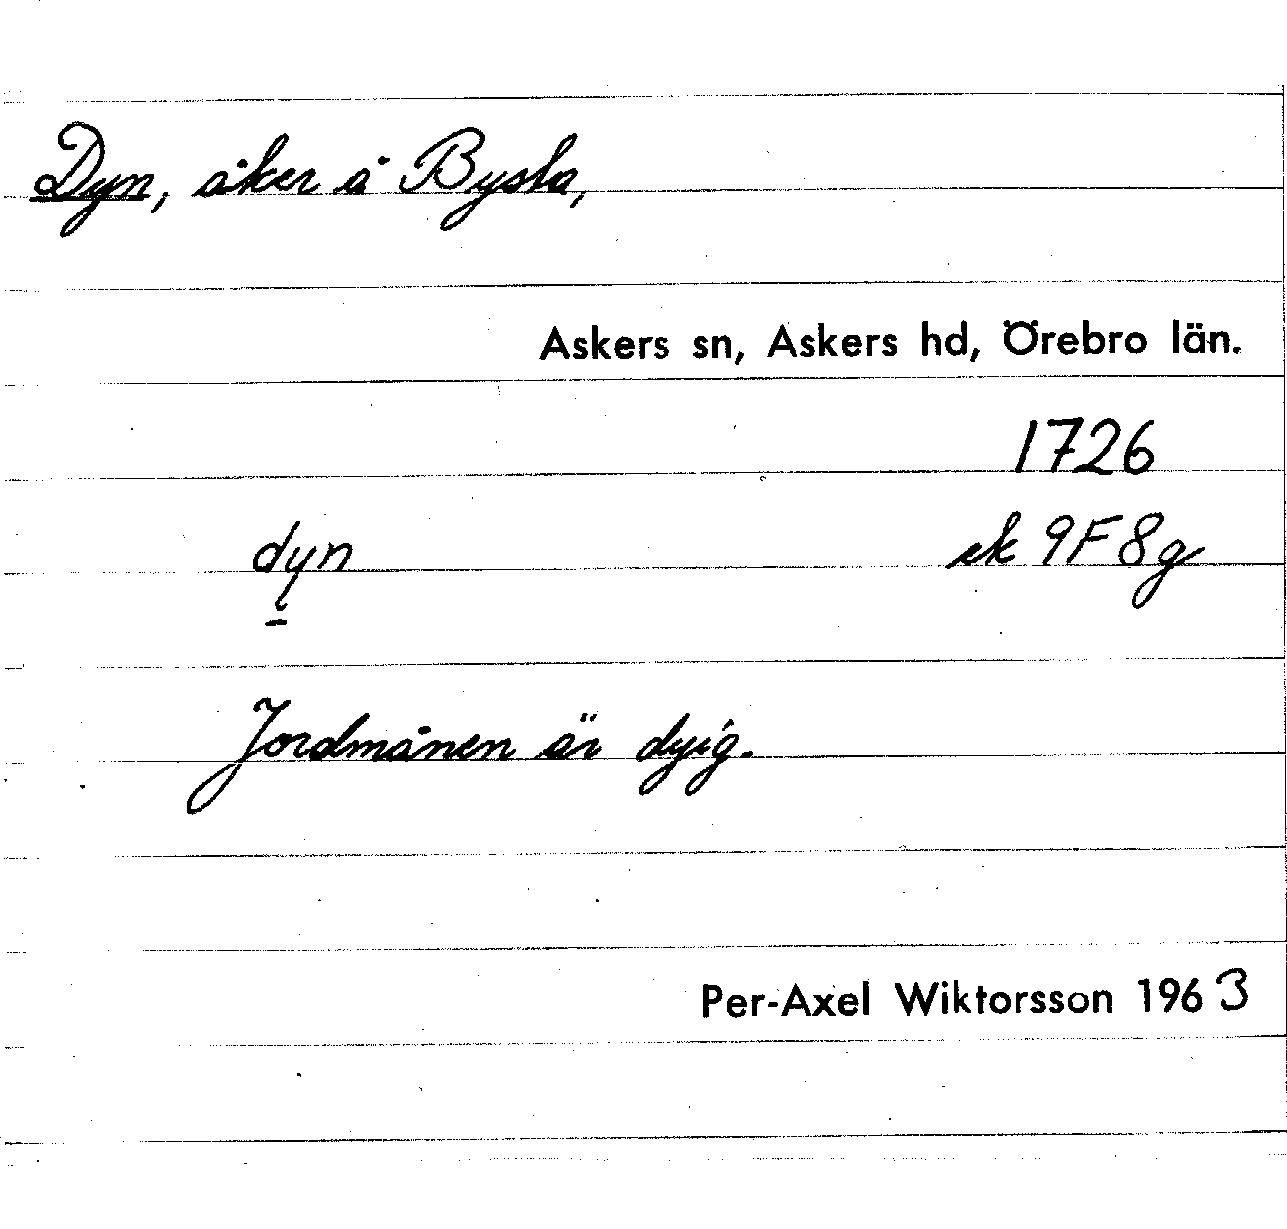 Dyn, åker å Bysta,
Askers sn, Askers hd, Örebro län.
1726
dyn ek 9F8g
Jordmånen är dyig.
Per-Axel Wiktorsson 1963